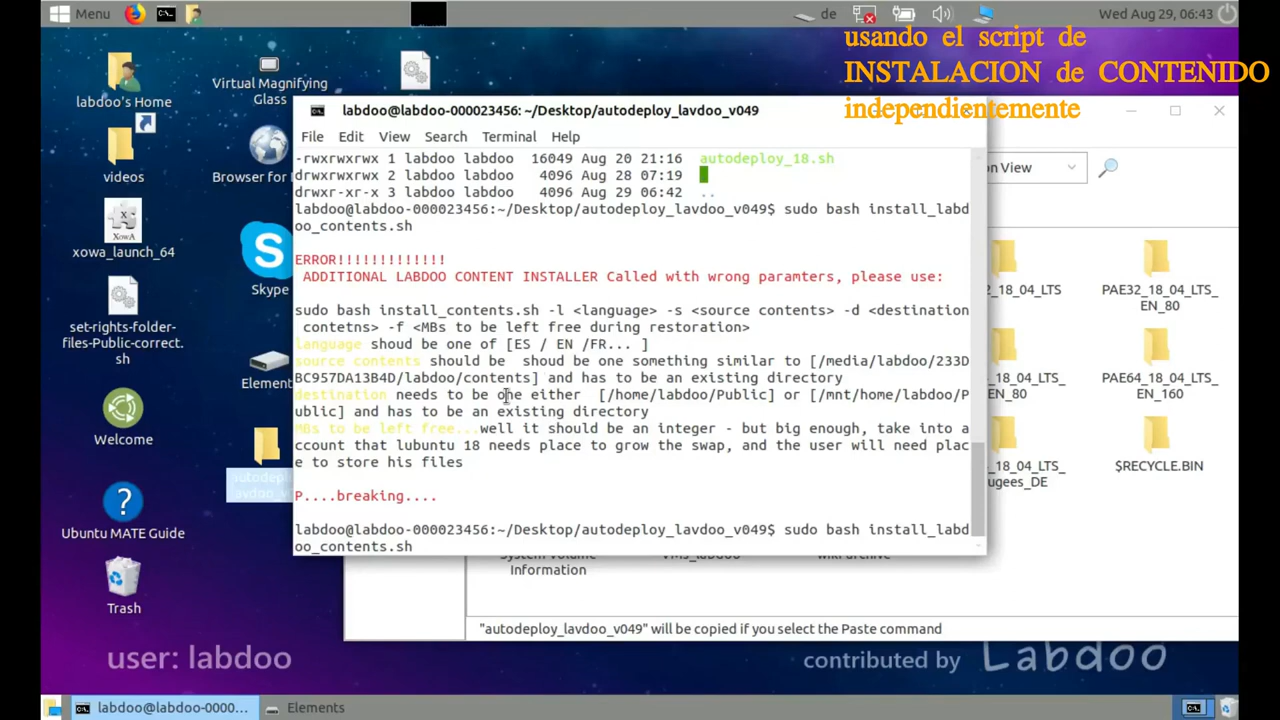 Menu
de
Wed Aug 29, 06:43
usando el script de
INSTALACION de CONTENIDO
independientemente
labdoo's Home
Virtual Magnifying
Glass
videos
Browser for
xowa_launch_64
Skype
set-rights-folder-
files-Public-correct.
sh
Element
Welcome
Ubuntu MATE Guide
Trash
labdoo@labdoo-000023456: ~/Desktop/autodeploy_lavdoo_v049
File Edit View Search Terminal Help
-rwxrwxrwx 1 labdoo labdoo 16049 Aug 20 21:16 autodeploy_18.sh
drwxrwxrwx 2 labdoo labdoo 4096 Aug 28 07:19 .
drwxr-xr-x 3 labdoo labdoo 4096 Aug 29 06:42 ..
labdoo@labdoo-000023456:~/Desktop/autodeploy_lavdoo_v049$ sudo bash install_labd
oo_contents.sh
ERROR!!!!!!!!!!!!!
ADDITIONAL LABDOO CONTENT INSTALLER Called with wrong paramters, please use:
sudo bash install_contents.sh -l <language> -s <source contents> -d <destination
contetns> -f <MBs to be left free during restoration>
language shoud be one of [ES / EN /FR... ]
source contents should be  shoud be one something similar to [/media/labdoo/233D
BC957DA13B4D/labdoo/contents] and has to be an existing directory
destination needs to be one either  [/home/labdoo/Public] or [/mnt/home/labdoo/P
ublic] and has to be an existing directory
MBs to be left free...well it should be an integer - but big enough, take into a
ccount that lubuntu 18 needs place to grow the swap, and the user will need plac
e to store his files
P....breaking....
labdoo@labdoo-000023456:~/Desktop/autodeploy_lavdoo_v049$ sudo bash install_labd
oo_contents.sh
on View
_18_04_LTS
PAE32_18_04_LTS_
EN_80
_18_04_LTS
PAE64_18_04_LTS_
EN_160
_18_04_LTS_
ugees_DE
$RECYCLE.BIN
System Volume
Information
VMs_labdoo
wiki archive
"autodeploy_lavdoo_v049" will be copied if you select the Paste command
user: labdoo
contributed by Labdoo
labdoo@labdoo-0000...
Elements